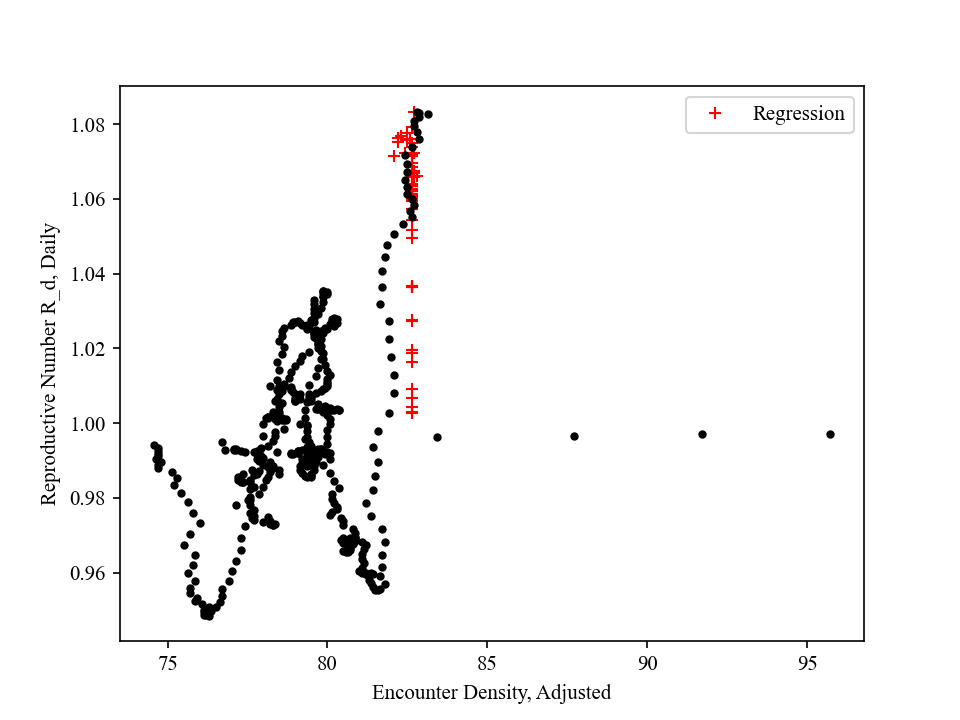 Regression
1.08
1.06
1.04
1.02
1.00
0.98
0.96
Reproductive Number R_d, Daily
75 80 85 90 95
Encounter Density, Adjusted